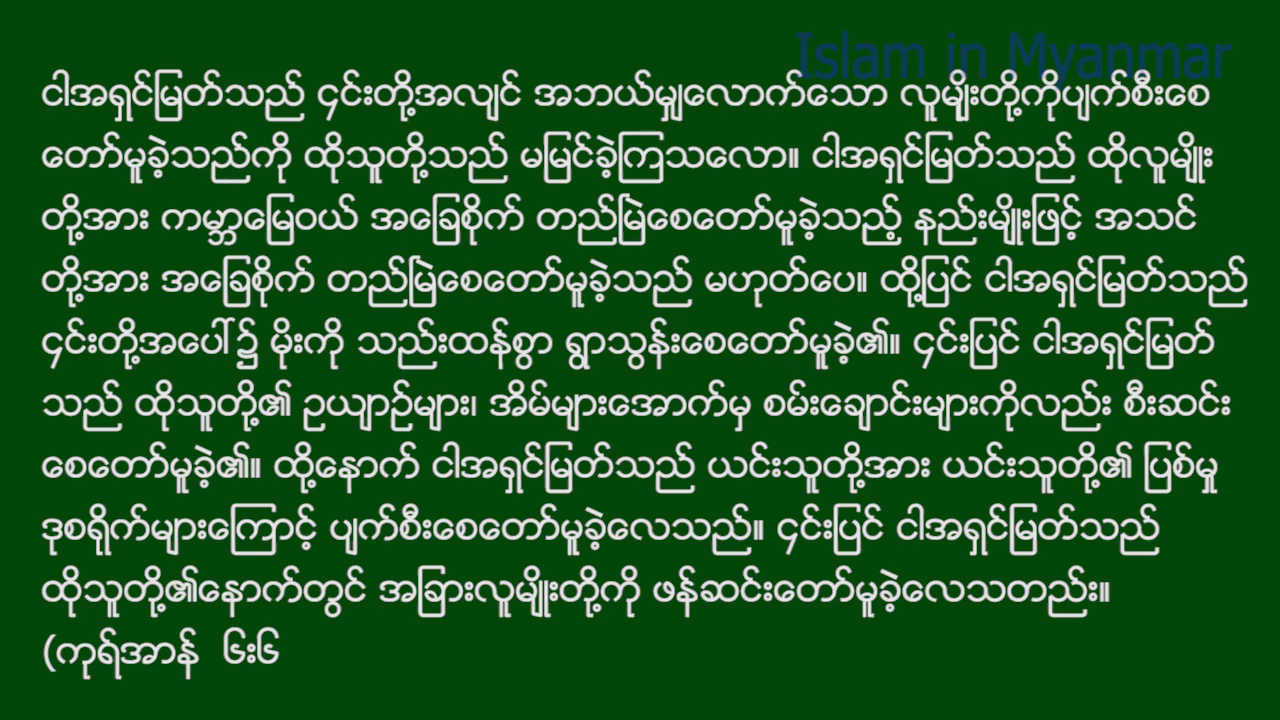 Islam in Myanmar
ငါအရှင်မြတ်သည် ၄င်းတို့အလျင် အဘယ်မျှလောက်သော လူမျိုးတို့ကိုပျက်စီးစေ
တော်မူခဲ့သည်ကို ထိုသူတို့သည် မမြင်ခဲ့ကြသလော။ ငါအရှင်မြတ်သည် ထိုလူမျိုး
တို့အား ကမ္ဘာမြေဝယ် အခြေစိုက် တည်မြဲစေတော်မူခဲ့သည့် နည်းမျိုးဖြင့် အသင်
တို့အား အခြေစိုက် တည်မြဲစေတော်မူခဲ့သည် မဟုတ်ပေ။ ထို့ပြင် ငါအရှင်မြတ်သည်
၄င်းတို့အပေါ်၌ မိုးကို သည်းထန်စွာ ရွာသွန်းစေတော်မူခဲ့၏။ ၄င်းပြင် ငါအရှင်မြတ်
သည် ထိုသူတို့၏ ဥယျာဉ်များ၊ အိမ်များအောက်မှ စမ်းချောင်းများကိုလည်း စီးဆင်း
စေတော်မူခဲ့၏။ ထို့နောက် ငါအရှင်မြတ်သည် ယင်းသူတို့အား ယင်းသူတို့၏ ပြစ်မှု
ဒုစရိုက်များကြောင့် ပျက်စီးစေတော်မူခဲ့လေသည်။ ၄င်းပြင် ငါအရှင်မြတ်သည်
ထိုသူတို့၏နောက်တွင် အခြားလူမျိုးတို့ကို ဖန်ဆင်းတော်မူခဲ့လေသတည်း။
(ကုရ်အာန် ၆း၆